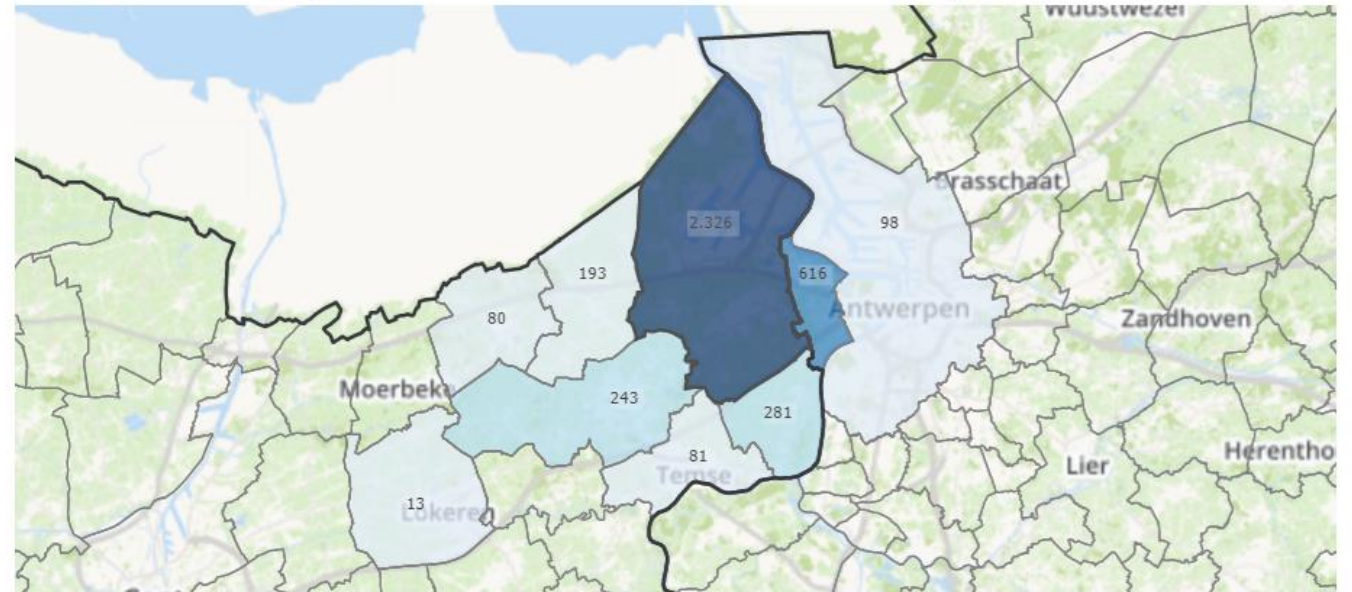 Wuustwezel
Brasschaat
2.326
98
193
616
80
Antwerpen
Zandhoven
Moerbeke
243
281
81
Temse
Lier
Herentho
13
Lokeren